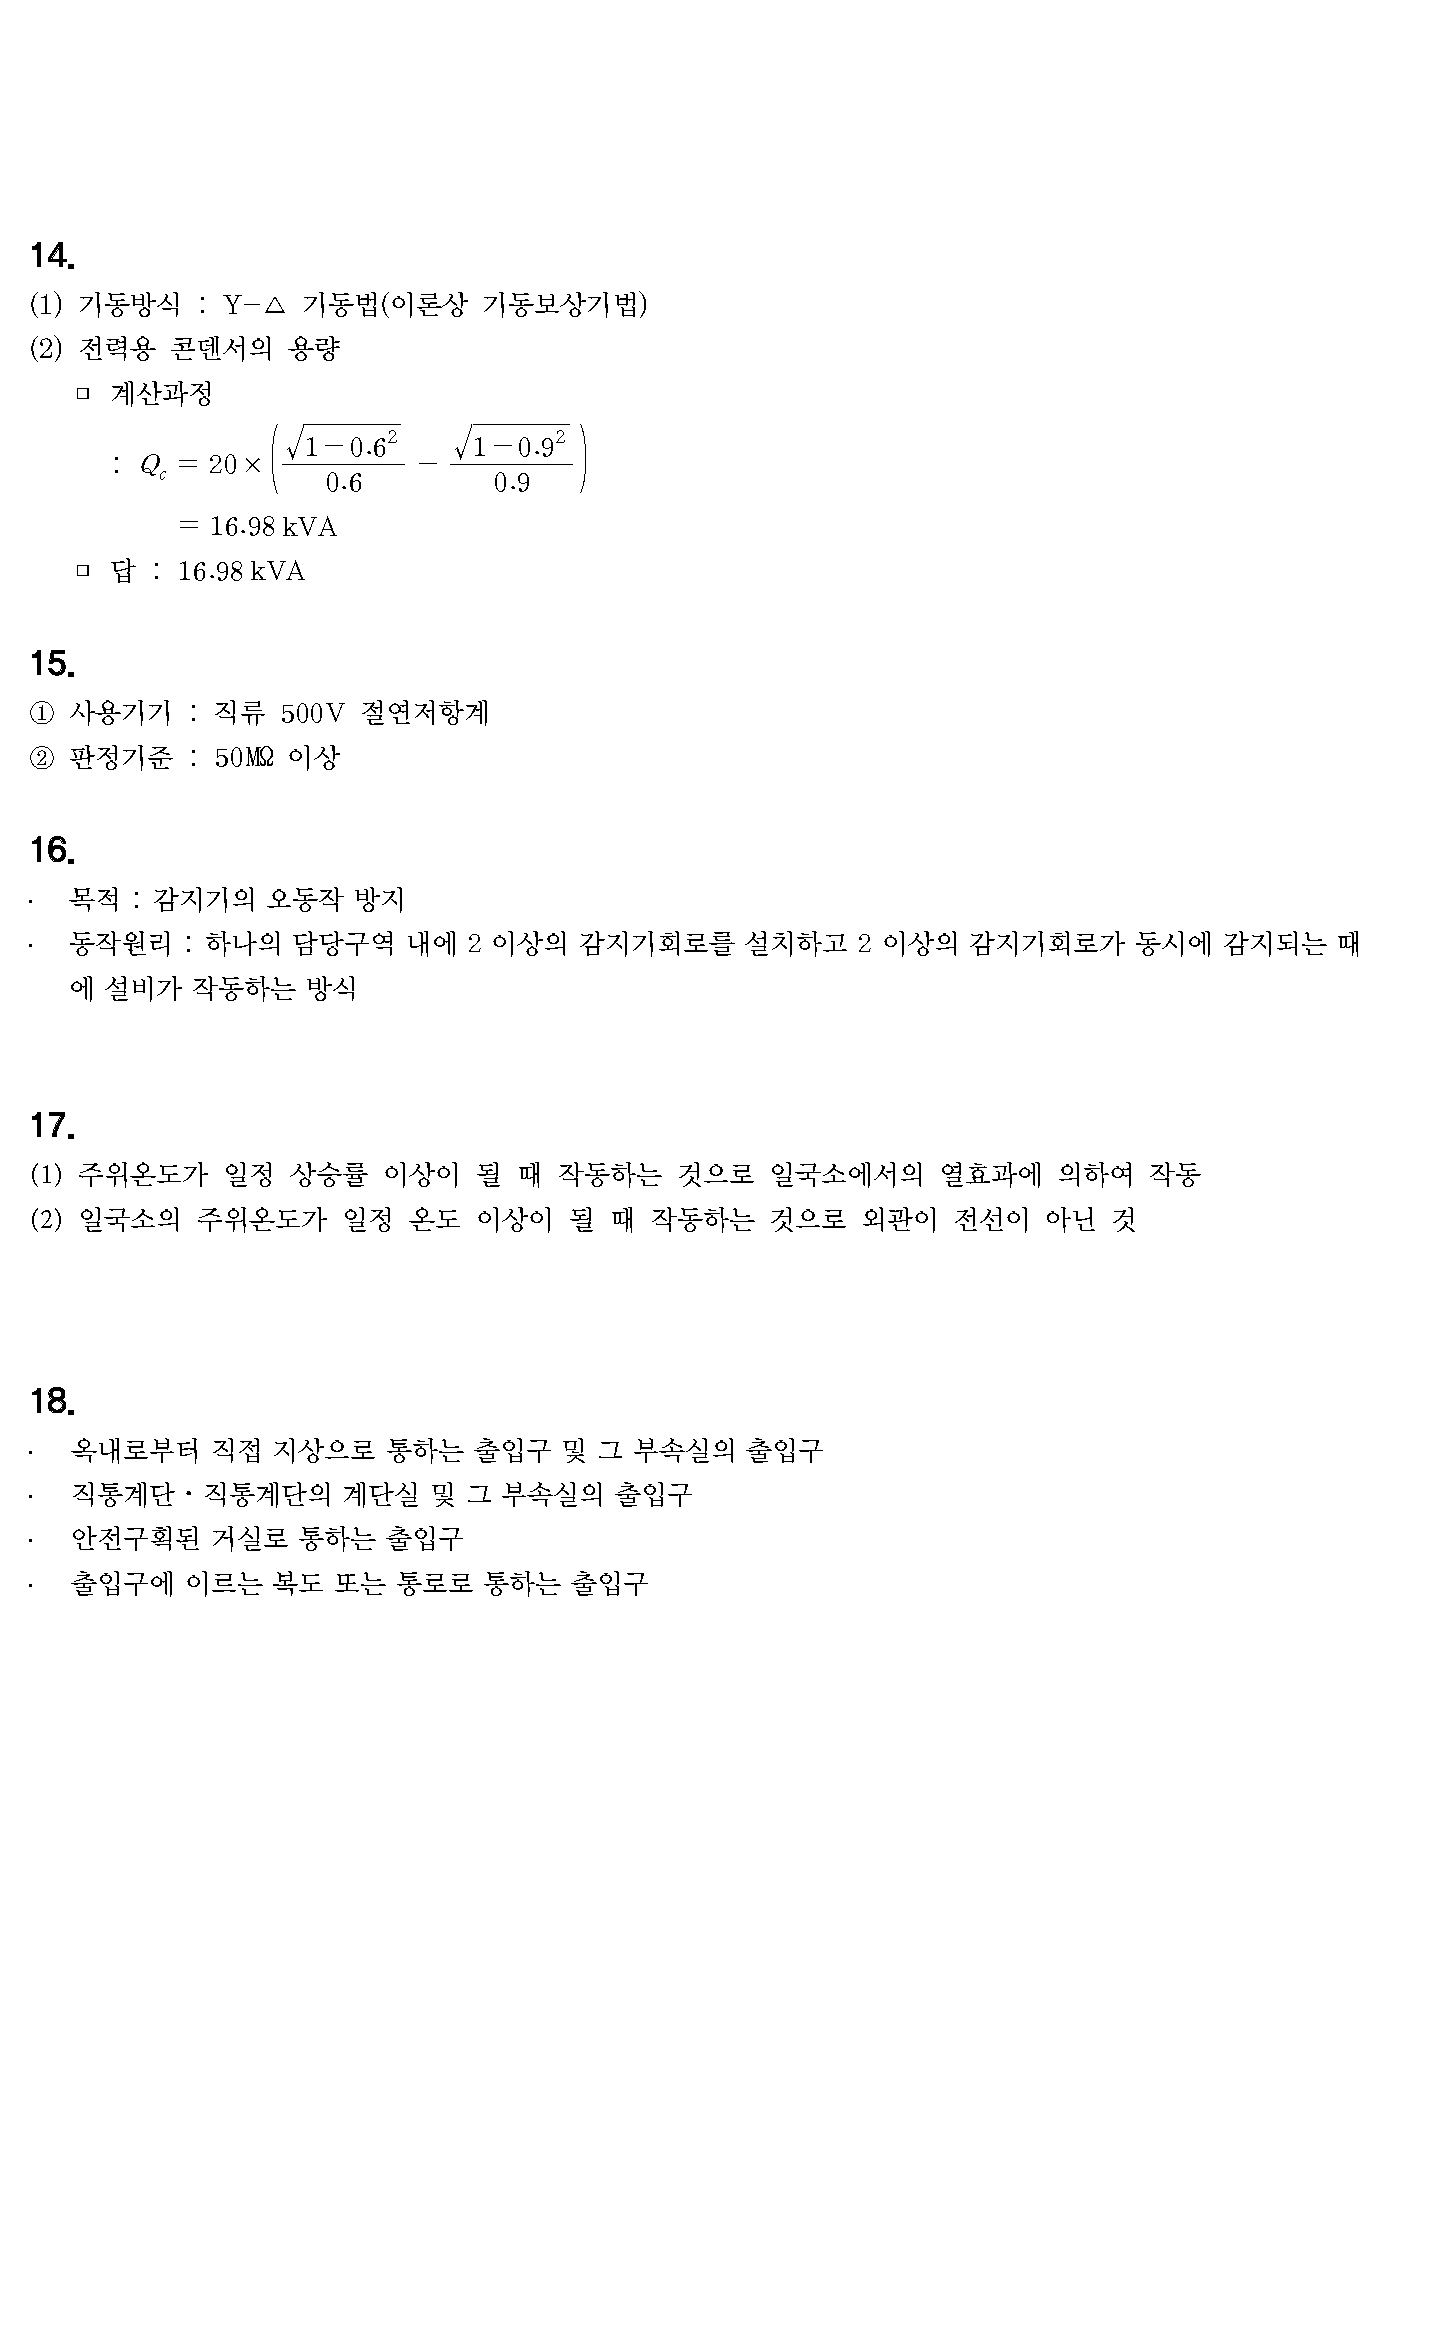 14.
(1) 기동방식 : Y-△ 기동법(이론상 기동보상기법)
(2) 전력용 콘덴서의 용량
□ 계산과정
: Qc = 20×(√(1-0.6²)/0.6 - √(1-0.9²)/0.9)
= 16.98 kVA
□ 답 : 16.98 kVA
15.
① 사용기기 : 직류 500V 절연저항계
② 판정기준 : 50㏁ 이상
16.
· 목적 : 감지기의 오동작 방지
· 동작원리 : 하나의 담당구역 내에 2 이상의 감지기회로를 설치하고 2 이상의 감지기회로가 동시에 감지되는 때
에 설비가 작동하는 방식
17.
(1) 주위온도가 일정 상승률 이상이 될 때 작동하는 것으로 일국소에서의 열효과에 의하여 작동
(2) 일국소의 주위온도가 일정 온도 이상이 될 때 작동하는 것으로 외관이 전선이 아닌 것
18.
· 옥내로부터 직접 지상으로 통하는 출입구 및 그 부속실의 출입구
· 직통계단·직통계단의 계단실 및 그 부속실의 출입구
· 안전구획된 거실로 통하는 출입구
· 출입구에 이르는 복도 또는 통로로 통하는 출입구